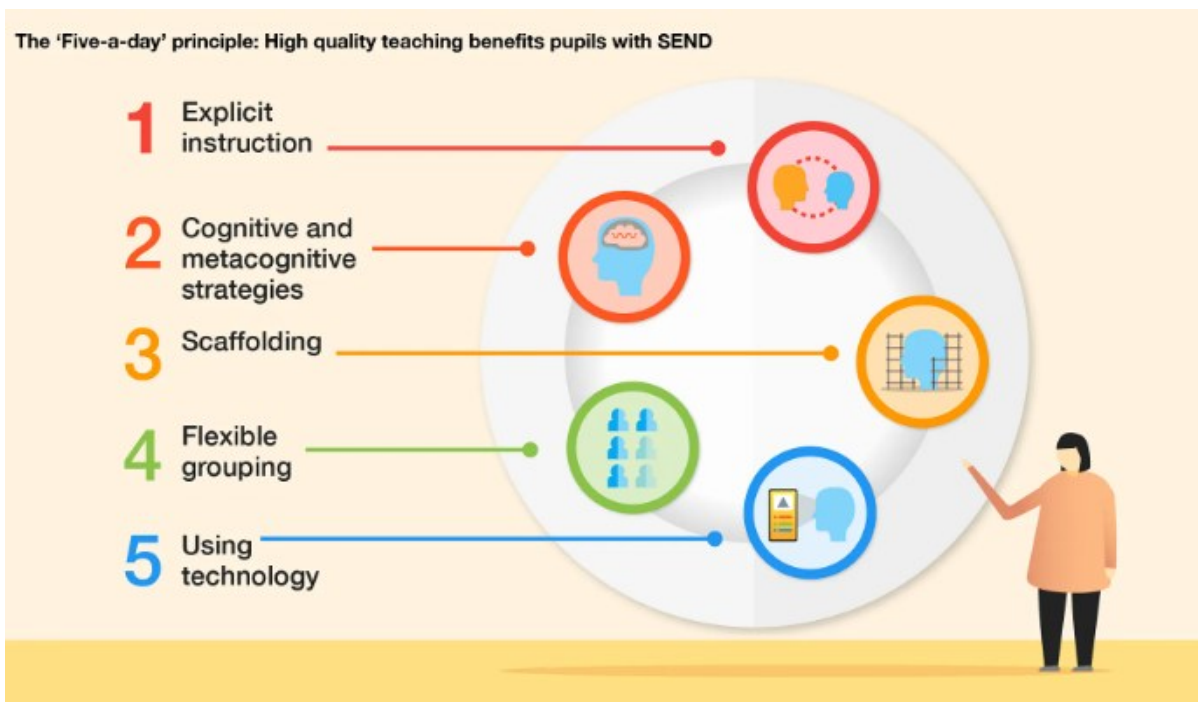 The ‘Five-a-day’ principle: High quality teaching benefits pupils with SEND
1 Explicit
instruction
2 Cognitive and
metacognitive
strategies
3 Scaffolding
4 Flexible
grouping
5 Using
technology